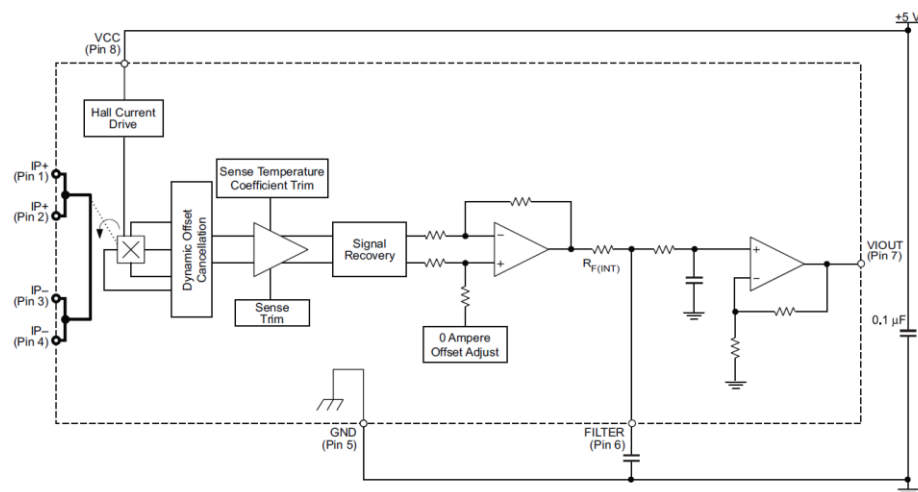 +5 V
VCC
(Pin 8)
Hall Current
Drive
IP+
(Pin 1)
IP+
(Pin 2)
IP−
(Pin 3)
IP−
(Pin 4)
Dynamic Offset
Cancellation
Sense Temperature
Coefficient Trim
Sense
Trim
Signal
Recovery
−
+
0 Ampere
Offset Adjust
RF(INT)
+
−
VIOUT
(Pin 7)
0.1 µF
GND
(Pin 5)
FILTER
(Pin 6)